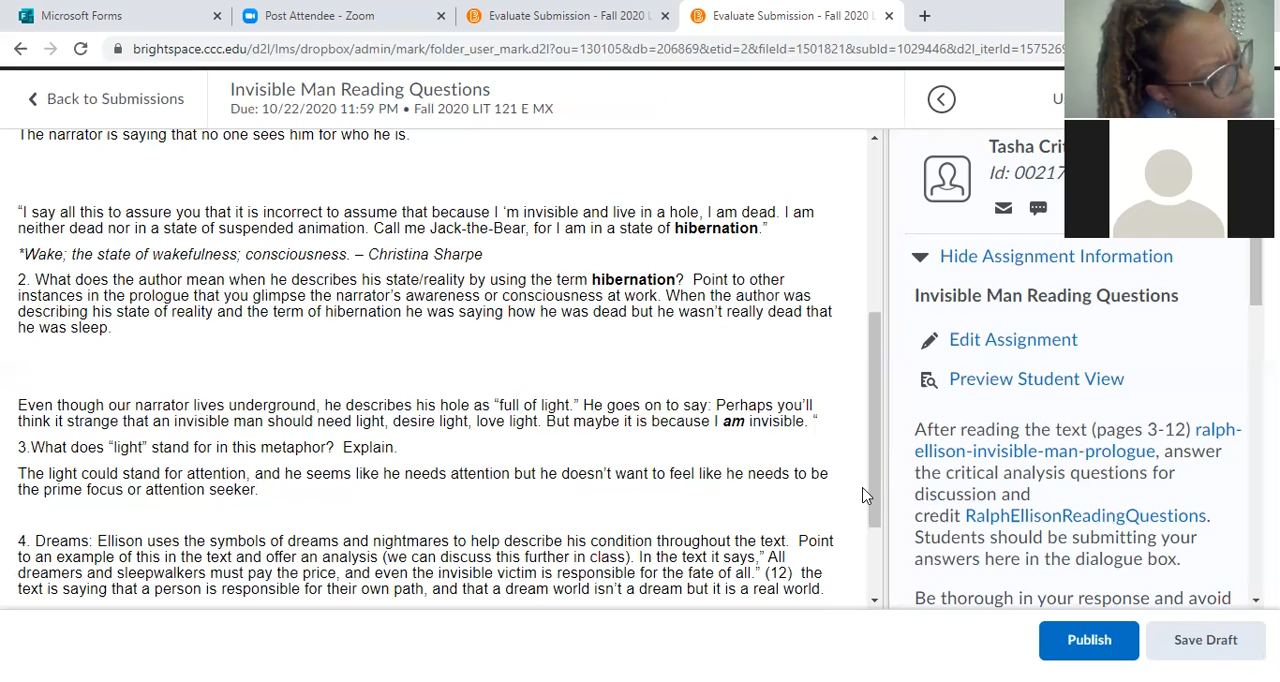 Microsoft Forms
Post Attendee - Zoom
Evaluate Submission - Fall 2020 L
Evaluate Submission - Fall 2020
brightspace.ccc.edu/d2l/lms/dropbox/admin/mark/folder_user_mark.d2l?ou=130105&db=206869&etid=2&fileId=1501821&subId=1029446&d2l_iterId=1575269
Back to Submissions
Invisible Man Reading Questions
Due: 10/22/2020 11:59 PM • Fall 2020 LIT 121 E MX
The narrator is saying that no one sees him for who he is.
“I say all this to assure you that it is incorrect to assume that because I ‘m invisible and live in a hole, I am dead. I am
neither dead nor in a state of suspended animation. Call me Jack-the-Bear, for I am in a state of hibernation.”
*Wake; the state of wakefulness; consciousness. – Christina Sharpe
2. What does the author mean when he describes his state/reality by using the term hibernation?  Point to other
instances in the prologue that you glimpse the narrator’s awareness or consciousness at work. When the author was
describing his state of reality and the term of hibernation he was saying how he was dead but he wasn’t really dead that
he was sleep.
Even though our narrator lives underground, he describes his hole as “full of light.” He goes on to say: Perhaps you’ll
think it strange that an invisible man should need light, desire light, love light. But maybe it is because I am invisible. “
3.What does “light” stand for in this metaphor?  Explain.
The light could stand for attention, and he seems like he needs attention but he doesn’t want to feel like he needs to be
the prime focus or attention seeker.
4. Dreams: Ellison uses the symbols of dreams and nightmares to help describe his condition throughout the text.  Point
to an example of this in the text and offer an analysis (we can discuss this further in class). In the text it says,” All
dreamers and sleepwalkers must pay the price, and even the invisible victim is responsible for the fate of all.” (12)  the
text is saying that a person is responsible for their own path, and that a dream world isn’t a dream but it is a real world.
U
Tasha Crit
Id: 00217
Hide Assignment Information
Invisible Man Reading Questions
Edit Assignment
Preview Student View
After reading the text (pages 3-12) ralph-
ellison-invisible-man-prologue, answer
the critical analysis questions for
discussion and
credit RalphEllisonReadingQuestions.
Students should be submitting your
answers here in the dialogue box.
Be thorough in your response and avoid
Publish
Save Draft